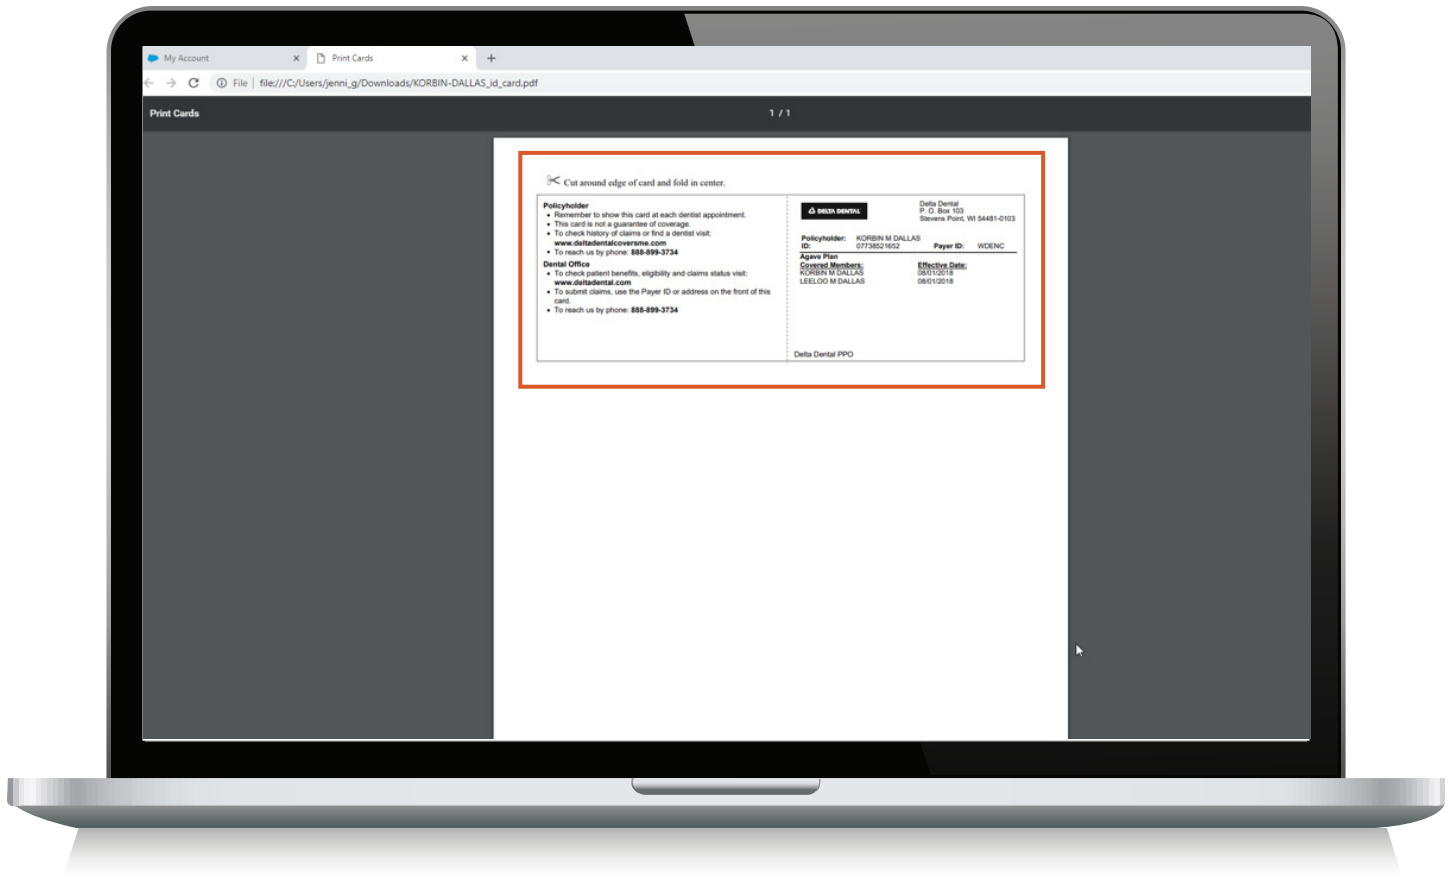 My Account
Print Cards
File | file:///C:/Users/jenni_g/Downloads/KORBIN-DALLAS_id_card.pdf
Print Cards
1 / 1
Cut around edge of card and fold in center.
Policyholder
• Remember to show this card at each dentist appointment.
• This card is not a guarantee of coverage.
• To check history of claims or find a dentist visit:
www.deltadentalcoversme.com
• To reach us by phone: 888-899-3734
Dental Office
• To check patient benefits, eligibility and claims status visit:
www.deltadental.com
• To submit claims, use the Payer ID or address on the front of this
card.
• To reach us by phone: 888-899-3734
DELTA DENTAL
Delta Dental
P. O. Box 103
Stevens Point, WI 54481-0103
Policyholder: KORBIN M DALLAS
ID: 07738521652 Payer ID: WDENC
Agave Plan
Covered Members: Effective Date:
KORBIN M DALLAS 08/01/2018
LEELOO M DALLAS 08/01/2018
Delta Dental PPO